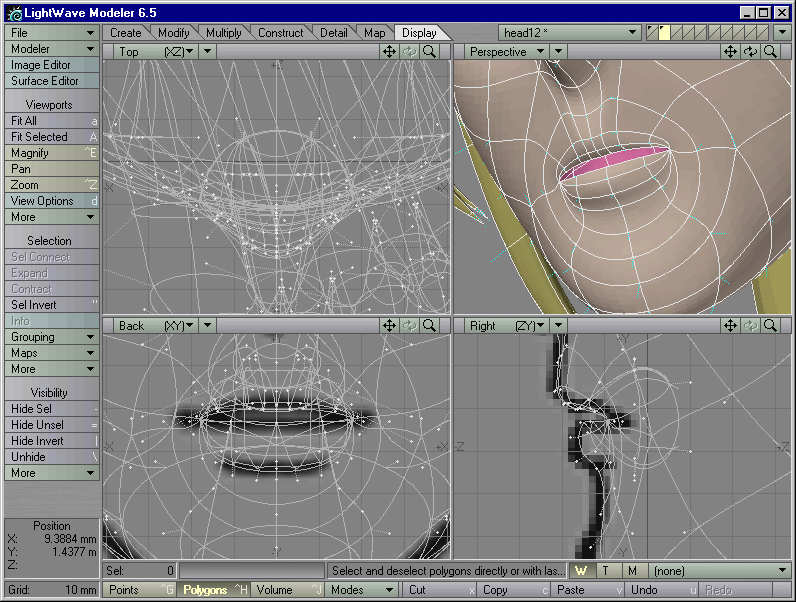 LightWave Modeler 6.5
File
Create Modify Multiply Construct Detail Map Display
head12 *
Modeler
Image Editor
Surface Editor
Viewports
Fit All a
Fit Selected A
Magnify ^E
Pan
Zoom ^Z
View Options d
More
Selection
Sel Connect
Expand
Contract
Sel Invert "
Info
Grouping
Maps
More
Visibility
Hide Sel -
Hide Unsel =
Hide Invert |
Unhide \
More
Position
X: 9.3884 mm
Y: 1.4377 m
Z:
Grid: 10 mm
Top (XZ)
Perspective
Back (XY)
Right (ZY)
Sel: 0
Select and deselect polygons directly or with las...
W T M (none)
Points ^G Polygons ^H Volume ^J Modes Cut x Copy c Paste v Undo u Redo